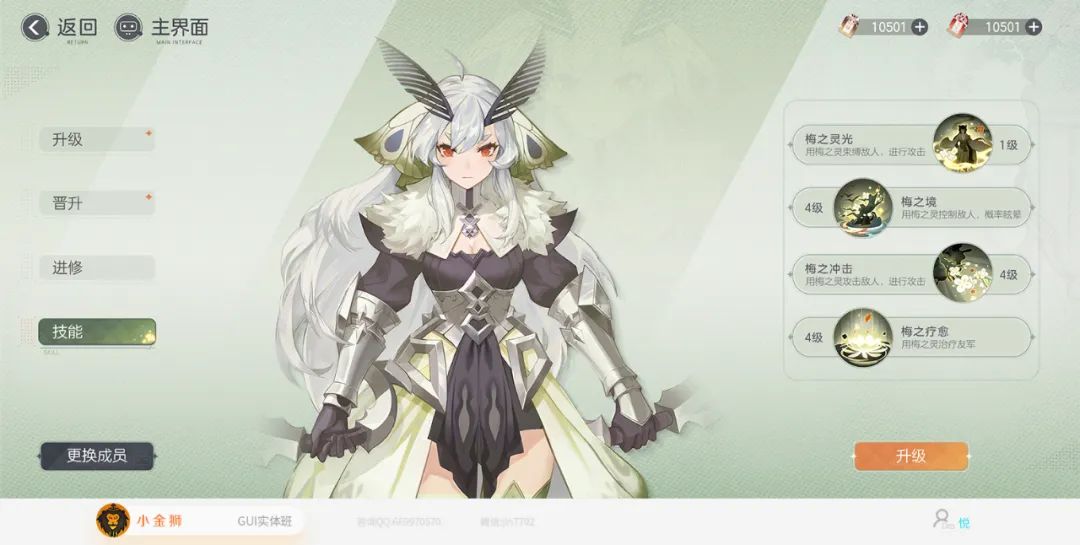 返回
RETURN
主界面
MAIN INTERFACE
10501
10501
升级
晋升
进修
技能
SKILL
更换成员
梅之灵光
用梅之灵束缚敌人，进行攻击
1级
4级
梅之境
用梅之灵控制敌人，概率眩晕
梅之冲击
用梅之灵攻击敌人，进行攻击
4级
4级
梅之疗愈
用梅之灵治疗友军
升级
小金狮
GUI实体班
咨询QQ:669970570
悦